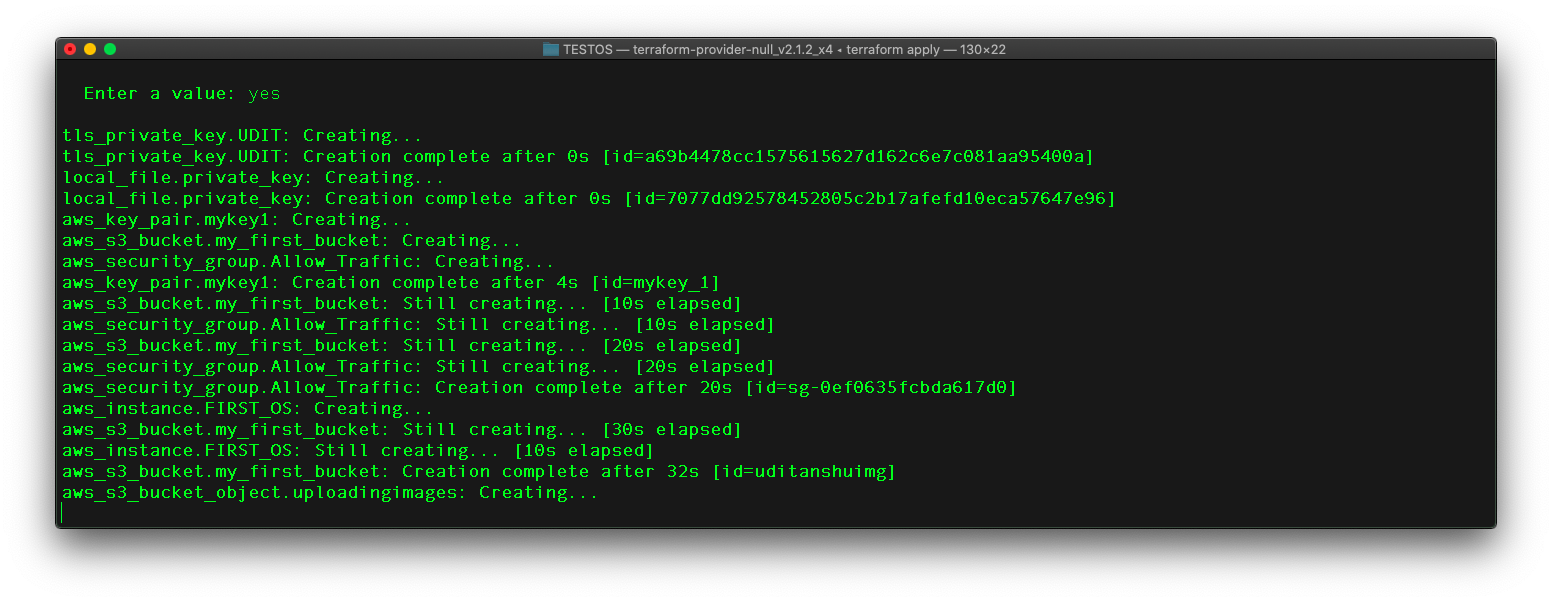 TESTOS — terraform-provider-null_v2.1.2_x4 ◂ terraform apply — 130×22
Enter a value: yes
tls_private_key.UDIT: Creating...
tls_private_key.UDIT: Creation complete after 0s [id=a69b4478cc1575615627d162c6e7c081aa95400a]
local_file.private_key: Creating...
local_file.private_key: Creation complete after 0s [id=7077dd92578452805c2b17afefd10eca57647e96]
aws_key_pair.mykey1: Creating...
aws_s3_bucket.my_first_bucket: Creating...
aws_security_group.Allow_Traffic: Creating...
aws_key_pair.mykey1: Creation complete after 4s [id=mykey_1]
aws_s3_bucket.my_first_bucket: Still creating... [10s elapsed]
aws_security_group.Allow_Traffic: Still creating... [10s elapsed]
aws_s3_bucket.my_first_bucket: Still creating... [20s elapsed]
aws_security_group.Allow_Traffic: Still creating... [20s elapsed]
aws_security_group.Allow_Traffic: Creation complete after 20s [id=sg-0ef0635fcbda617d0]
aws_instance.FIRST_OS: Creating...
aws_s3_bucket.my_first_bucket: Still creating... [30s elapsed]
aws_instance.FIRST_OS: Still creating... [10s elapsed]
aws_s3_bucket.my_first_bucket: Creation complete after 32s [id=uditanshuimg]
aws_s3_bucket_object.uploadingimages: Creating...